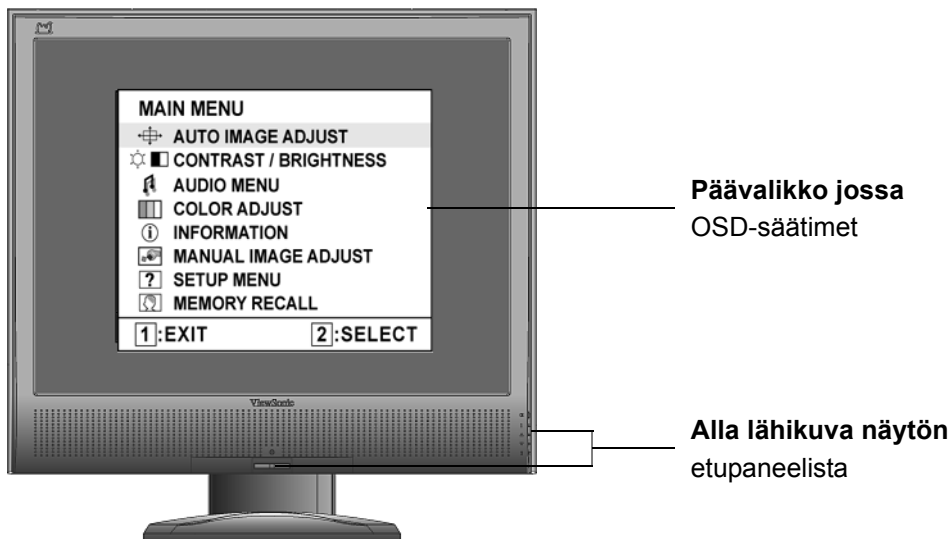 MAIN MENU
AUTO IMAGE ADJUST
CONTRAST / BRIGHTNESS
AUDIO MENU
COLOR ADJUST
INFORMATION
MANUAL IMAGE ADJUST
SETUP MENU
MEMORY RECALL
1:EXIT 2:SELECT
Päävalikko jossa
OSD-säätimet
ViewSonic
Alla lähikuva näytön
etupaneelista